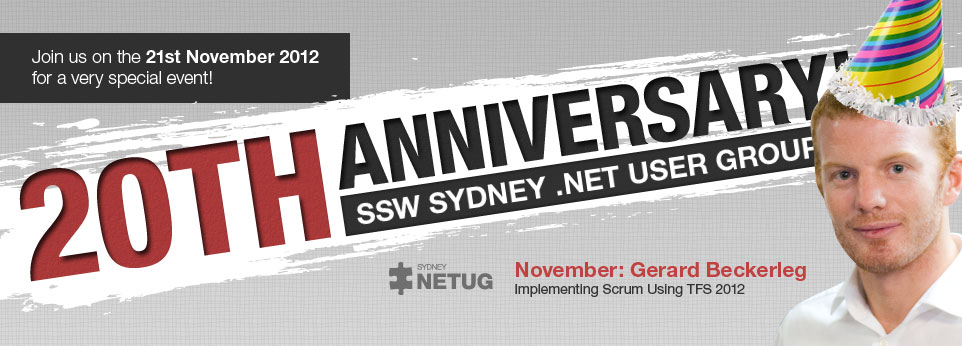 Join us on the 21st November 2012
for a very special event!
20TH
ANNIVERSARY!
SSW SYDNEY .NET USER GROUP
SYDNEY
NETUG
November: Gerard Beckerleg
Implementing Scrum Using TFS 2012